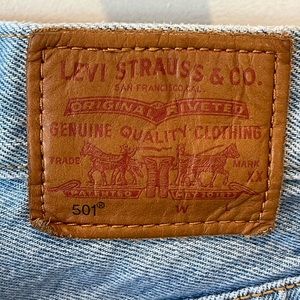 LEVI STRAUSS & CO.
SAN FRANCISCO, CAL.
ORIGINAL RIVETED
GENUINE QUALITY CLOTHING
TRADE MARK
XX
501®
W